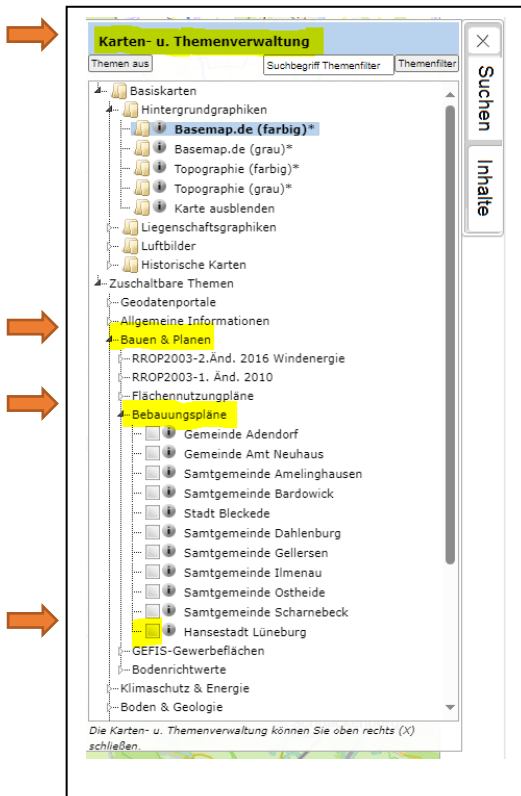 Karten- u. Themenverwaltung
Themen aus
Suchbegriff Themenfilter
Themenfilter
Basiskarten
Hintergrundgraphiken
Basemap.de (farbig)*
Basemap.de (grau)*
Topographie (farbig)*
Topographie (grau)*
Karte ausblenden
Liegenschaftsgraphiken
Luftbilder
Historische Karten
Zuschaltbare Themen
Geodatenportale
Allgemeine Informationen
Bauen & Planen
RROP2003-2.Änd. 2016 Windenergie
RROP2003-1. Änd. 2010
Flächennutzungpläne
Bebauungspläne
Gemeinde Adendorf
Gemeinde Amt Neuhaus
Samtgemeinde Amelinghausen
Samtgemeinde Bardowick
Stadt Bleckede
Samtgemeinde Dahlenburg
Samtgemeinde Gellersen
Samtgemeinde Ilmenau
Samtgemeinde Ostheide
Samtgemeinde Scharnebeck
Hansestadt Lüneburg
GEFIS-Gewerbeflächen
Bodenrichtwerte
Klimaschutz & Energie
Boden & Geologie
Die Karten- u. Themenverwaltung können Sie oben rechts (X)
schließen.
Suchen
Inhalte